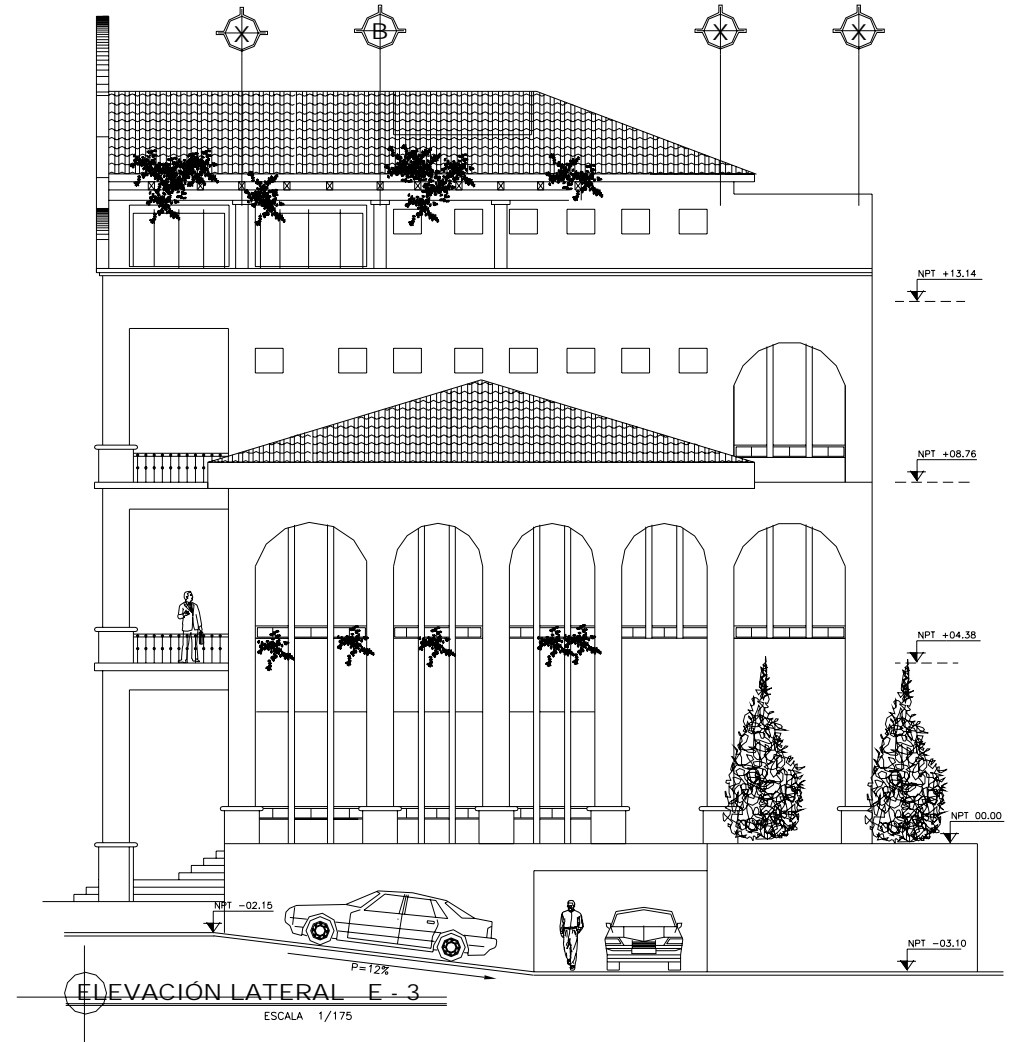 X B X X
NPT +13.14
NPT +08.76
NPT +04.38
NPT 00.00
NPT -02.15
NPT -03.10
P=12%
ELEVACIÓN LATERAL E - 3
ESCALA 1/175